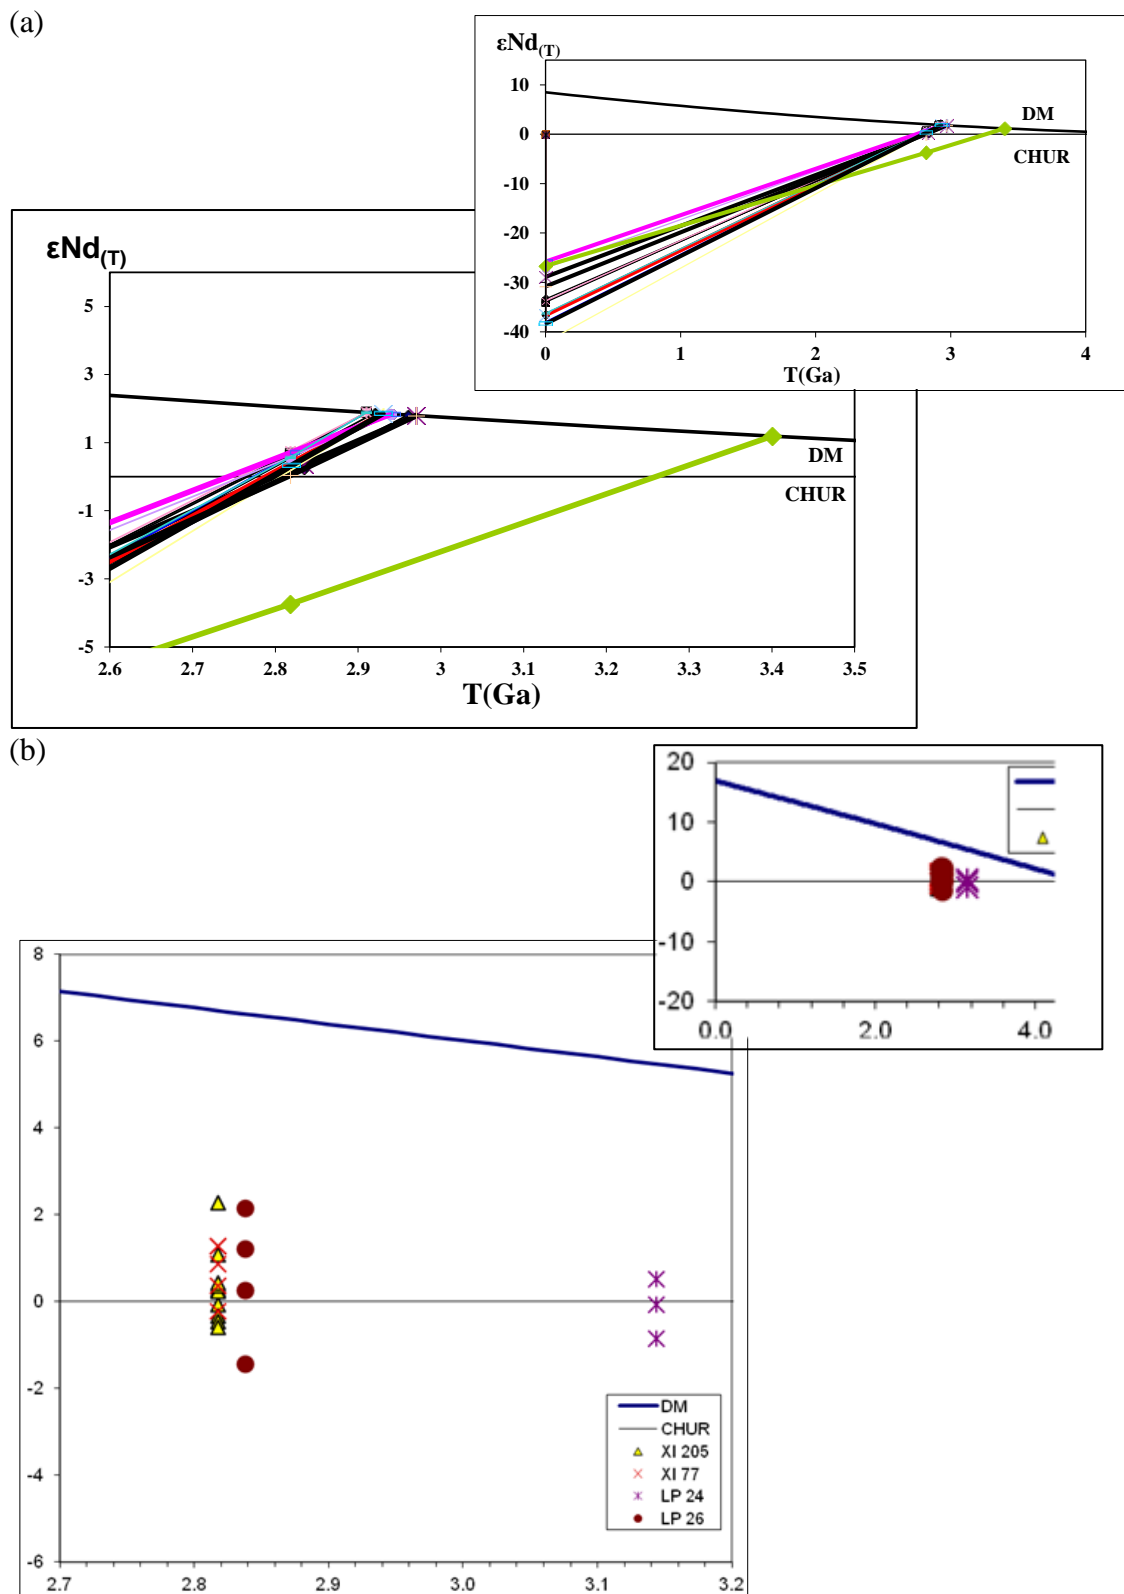 (a)
εNd(T)
10
0
-10
-20
-30
-40
DM
CHUR
0 1 2 3 4
T(Ga)
εNd(T)
5
3
1
-1
-3
-5
DM
CHUR
2.6 2.7 2.8 2.9 3 3.1 3.2 3.3 3.4 3.5
T(Ga)
(b)
20
10
0
-10
-20
0.0 2.0 4.0
8
6
4
2
0
-2
-4
-6
DM
CHUR
XI 205
XI 77
LP 24
LP 26
2.7 2.8 2.9 3.0 3.1 3.2